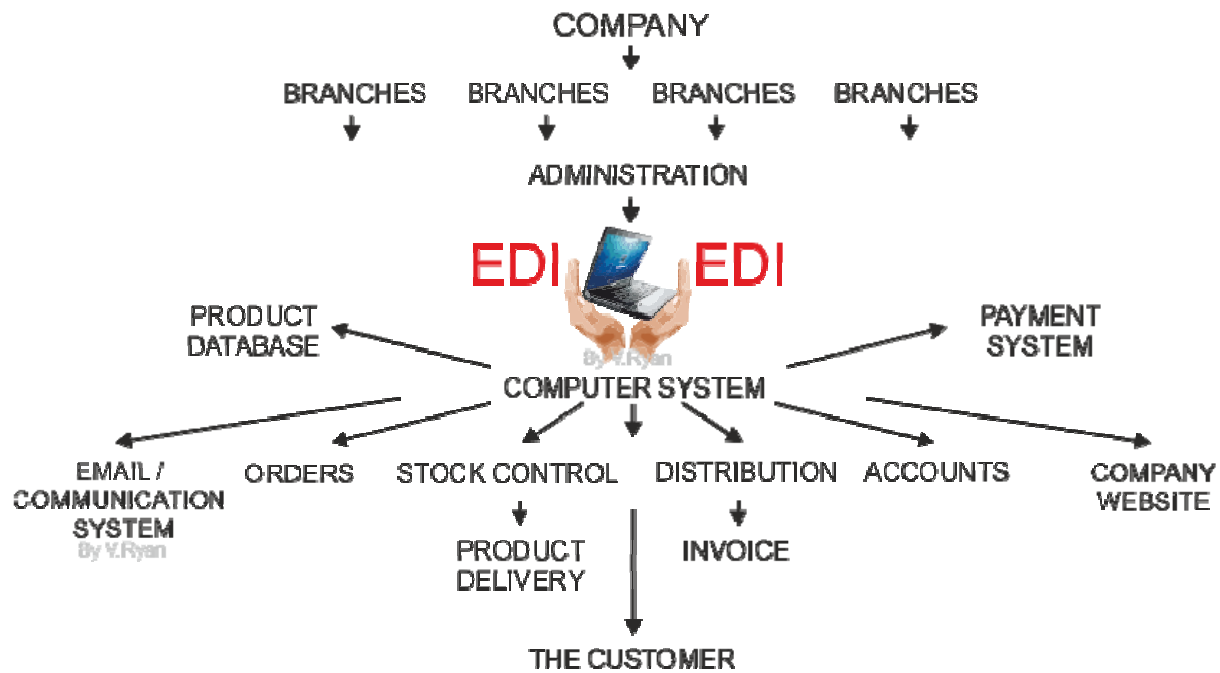 COMPANY
BRANCHES BRANCHES BRANCHES BRANCHES
ADMINISTRATION
EDI EDI
PRODUCT
DATABASE
PAYMENT
SYSTEM
By V.Ryan
COMPUTER SYSTEM
EMAIL /
COMMUNICATION
SYSTEM
By V.Ryan
ORDERS
STOCK CONTROL
DISTRIBUTION
ACCOUNTS
COMPANY
WEBSITE
PRODUCT
DELIVERY
INVOICE
THE CUSTOMER